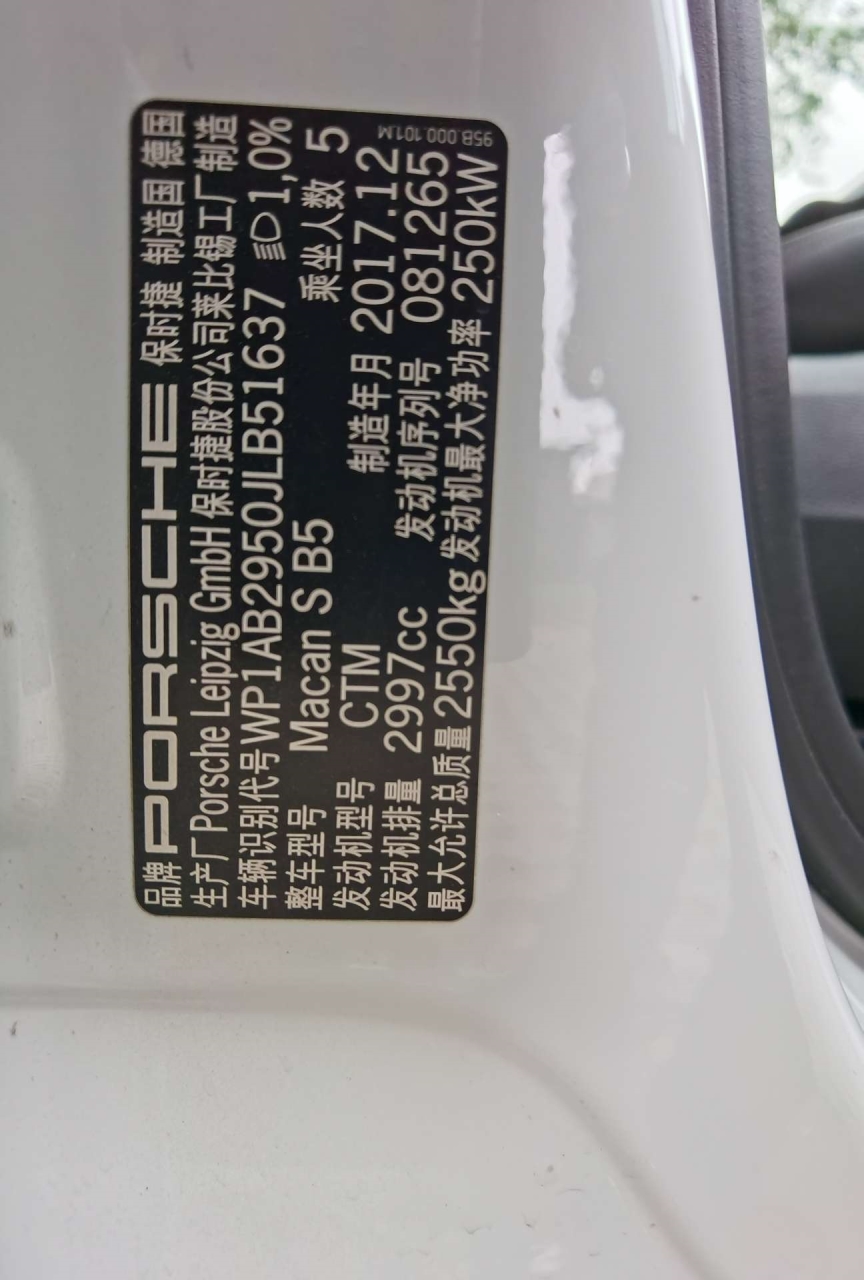 品牌 PORSCHE 保时捷 制造国 德国
生产厂 Porsche Leipzig GmbH 保时捷股份公司莱比锡工厂制造
车辆识别代号 WP1AB2950JLB51637 1,0%
整车型号 Macan S B5 乘坐人数 5
发动机型号 CTM 制造年月 2017.12
发动机排量 2997cc 发动机序列号 081265
最大允许总质量 2550kg 发动机最大净功率 250kW
95B.000.101.M